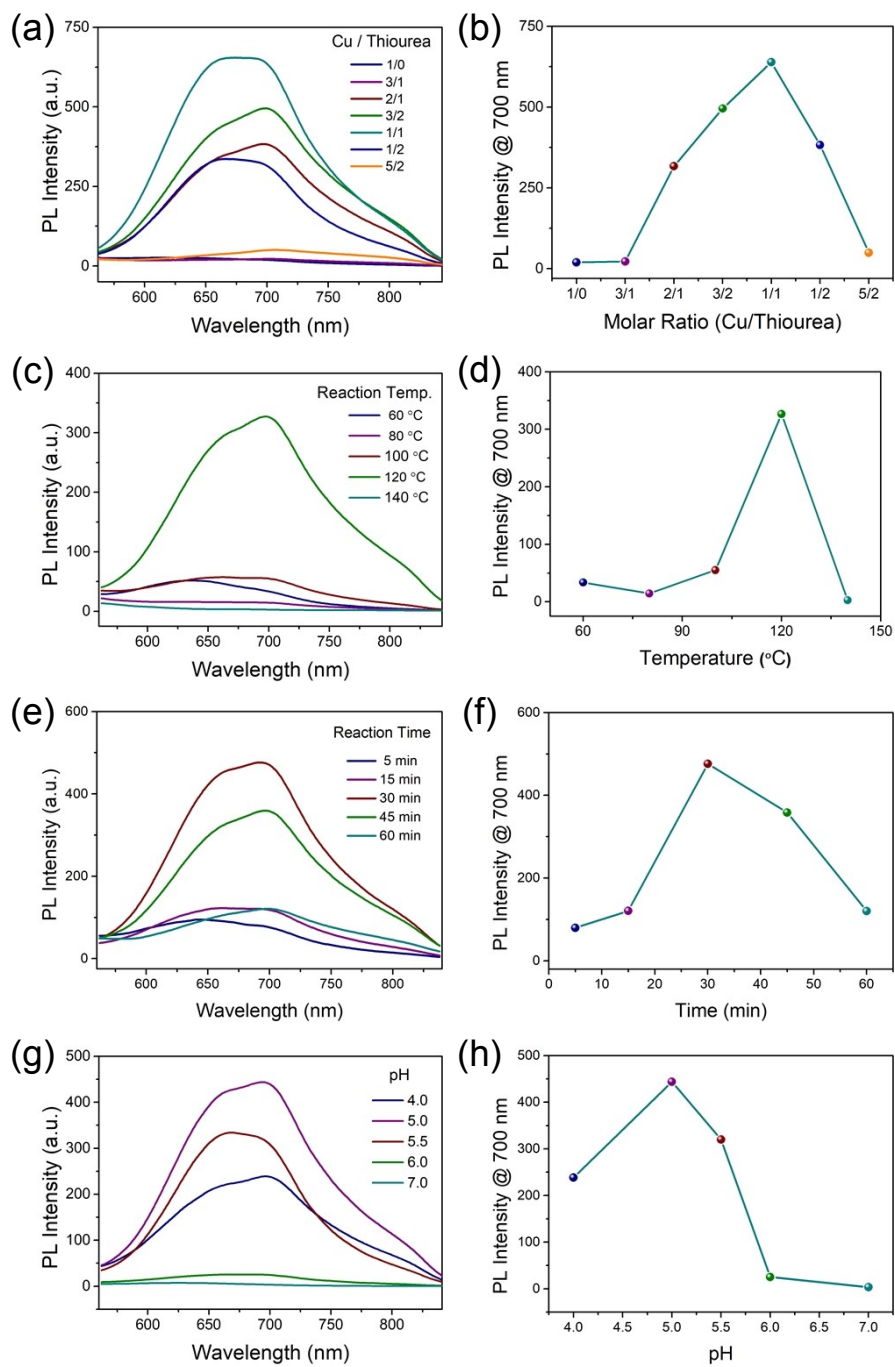 (a)
PL Intensity (a.u.)
750
500
250
0
Cu / Thiourea
1/0
3/1
2/1
3/2
1/1
1/2
5/2
600 650 700 750 800
Wavelength (nm)
(b)
PL Intensity @ 700 nm
750
500
250
0
1/0 3/1 2/1 3/2 1/1 1/2 5/2
Molar Ratio (Cu/Thiourea)
(c)
PL Intensity (a.u.)
400
300
200
100
50
0
Reaction Temp.
60 °C
80 °C
100 °C
120 °C
140 °C
600 650 700 750 800
Wavelength (nm)
(d)
PL Intensity @ 700 nm
400
300
200
100
0
60 90 120 150
Temperature (°C)
(e)
PL Intensity (a.u.)
600
400
200
100
0
Reaction Time
5 min
15 min
30 min
45 min
60 min
600 650 700 750 800
Wavelength (nm)
(f)
PL Intensity @ 700 nm
600
400
200
0
0 10 20 30 40 50 60
Time (min)
(g)
PL Intensity (a.u.)
500
400
300
200
100
0
pH
4.0
5.0
5.5
6.0
7.0
600 650 700 750 800
Wavelength (nm)
(h)
PL Intensity @ 700 nm
500
400
300
200
100
0
4.0 4.5 5.0 5.5 6.0 6.5 7.0
pH